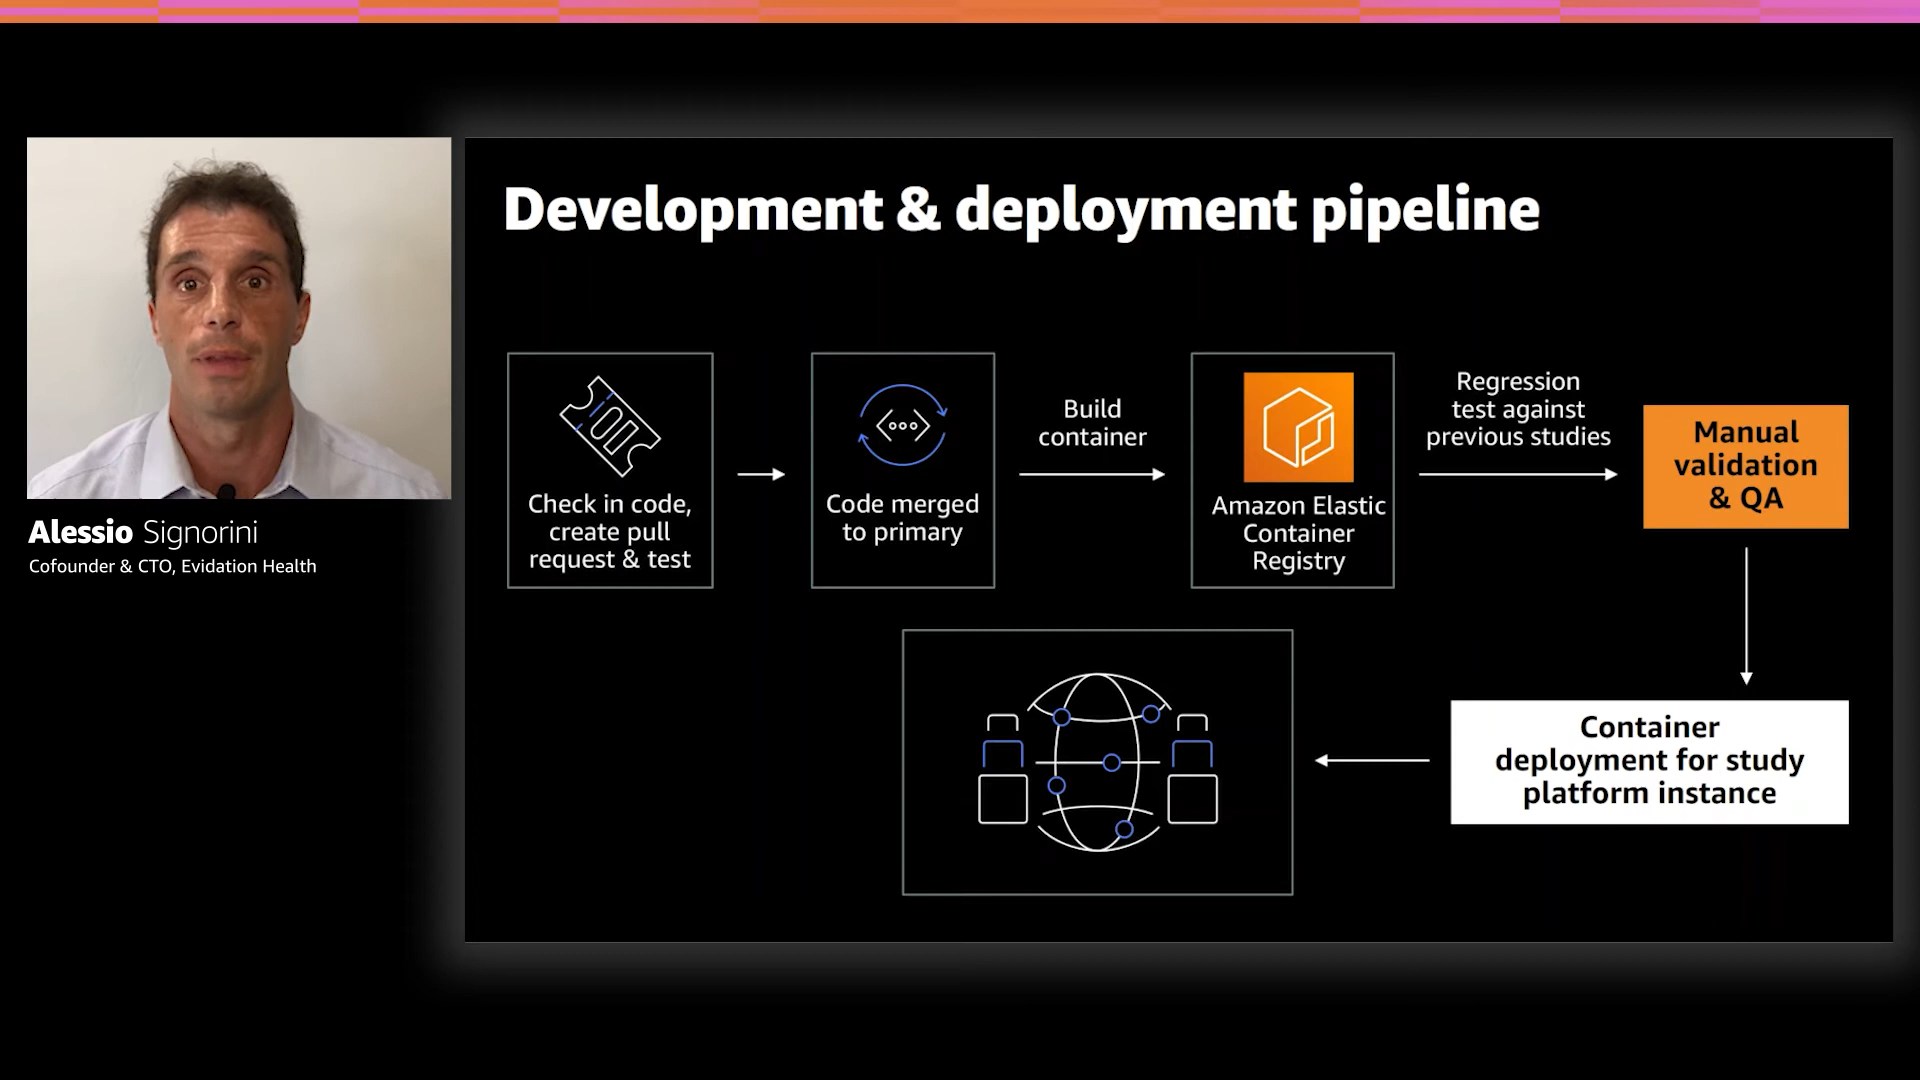 Development & deployment pipeline
Check in code,
create pull
request & test
Code merged
to primary
Build
container
Amazon Elastic
Container
Registry
Regression
test against
previous studies
Manual
validation
& QA
Container
deployment for study
platform instance
Alessio Signorini
Cofounder & CTO, Evidation Health